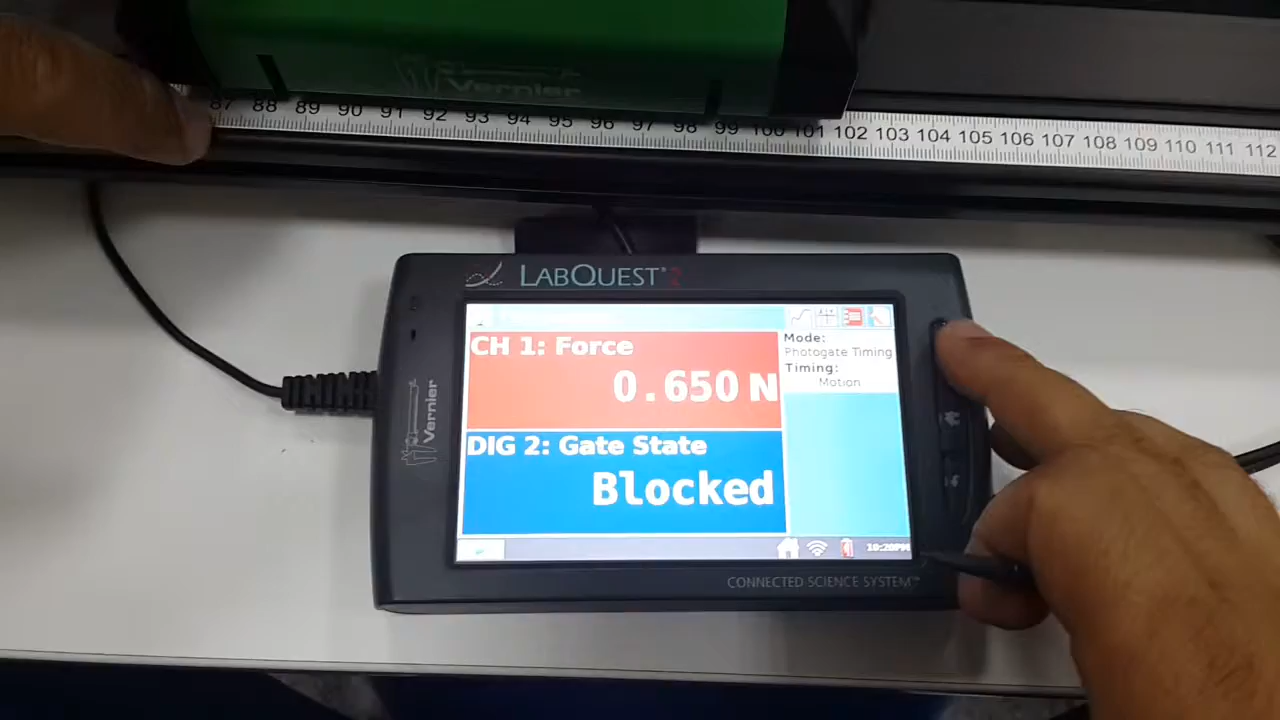 Vernier
87 88 89 90 91 92 93 94 95 96 97 98 99 100 101 102 103 104 105 106 107 108 109 110 111 112
LABQUEST® 2
CH 1: Force
0.650 N
DIG 2: Gate State
Blocked
Mode:
Photogate Timing
Timing:
Motion
Vernier
CONNECTED SCIENCE SYSTEM™